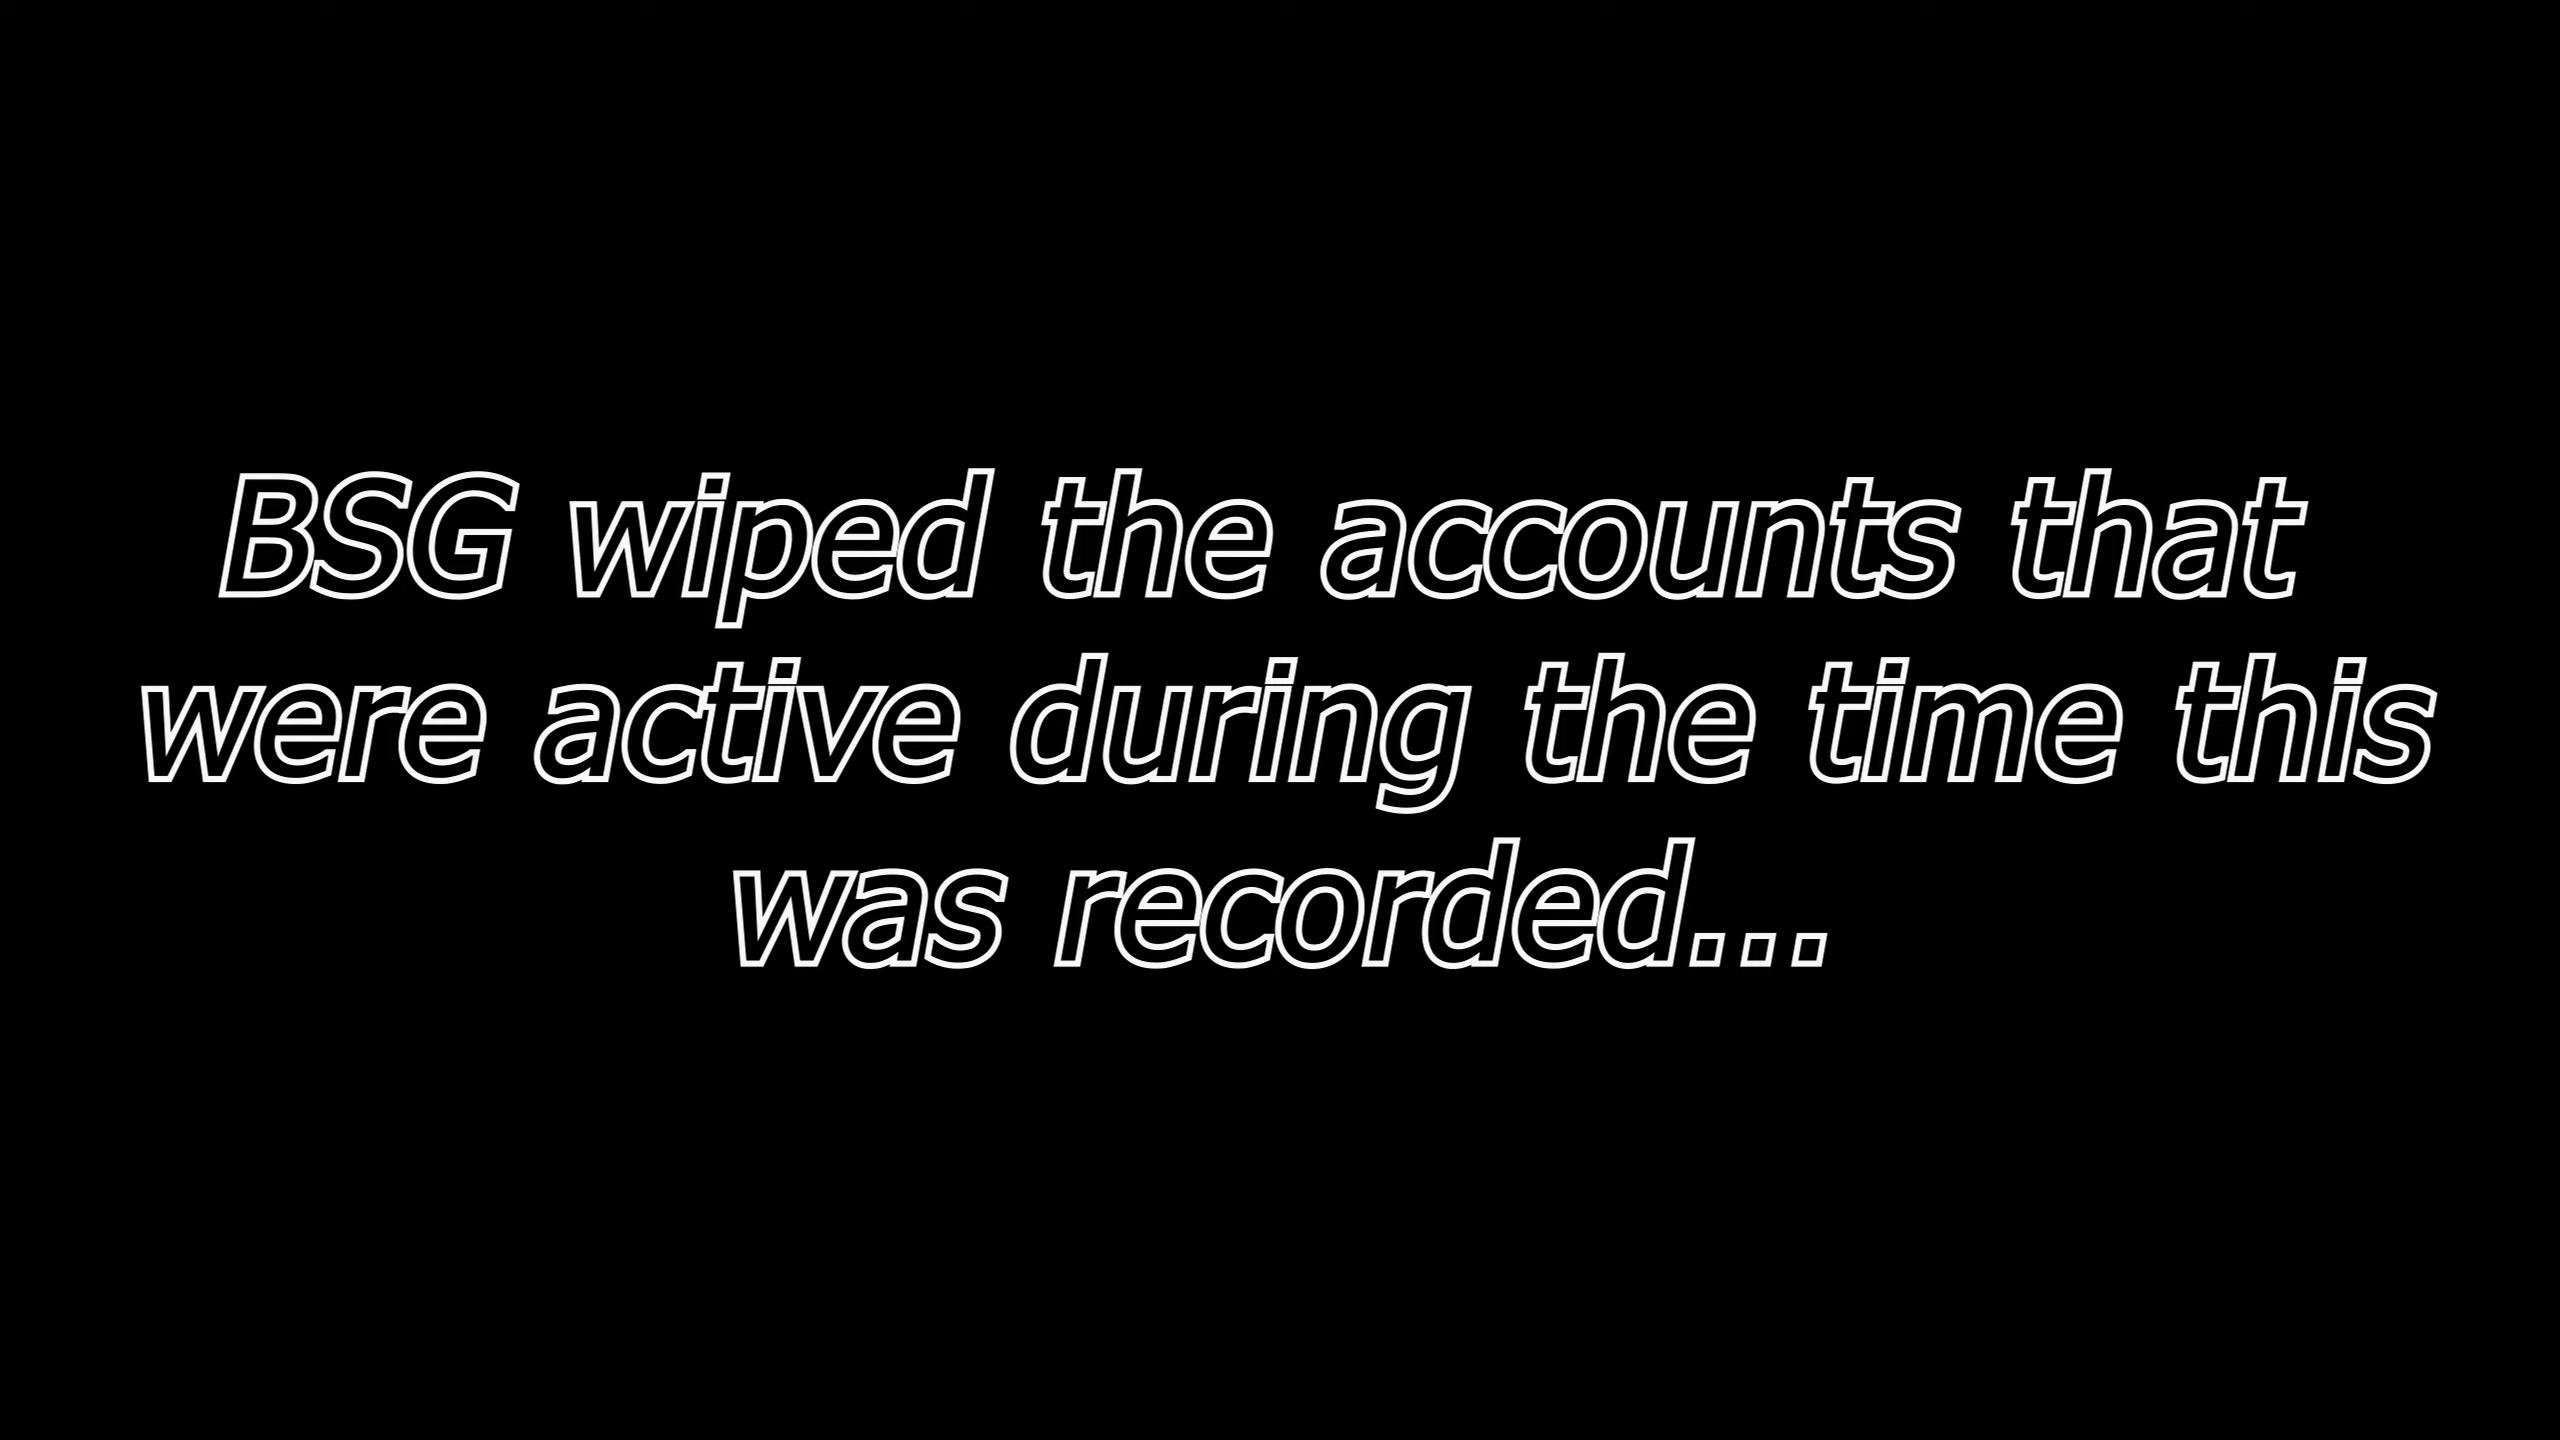 BSG wiped the accounts that
were active during the time this
was recorded...